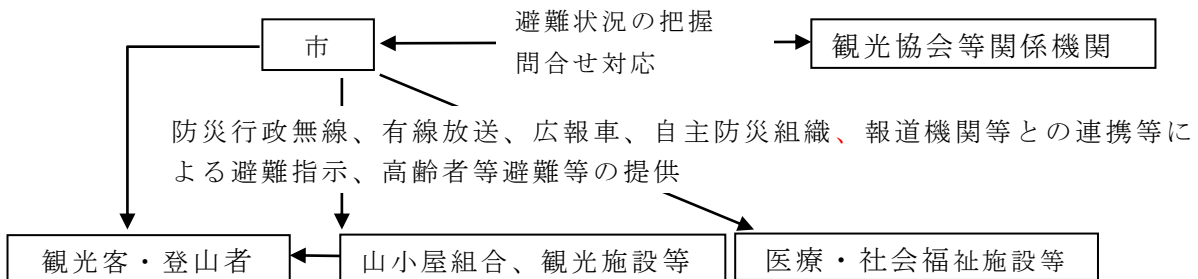 避難状況の把握
市
観光協会等関係機関
問合せ対応
防災行政無線、有線放送、広報車、自主防災組織、報道機関等との連携等に
よる避難指示、高齢者等避難等の提供
観光客・登山者
山小屋組合、観光施設等
医療・社会福祉施設等